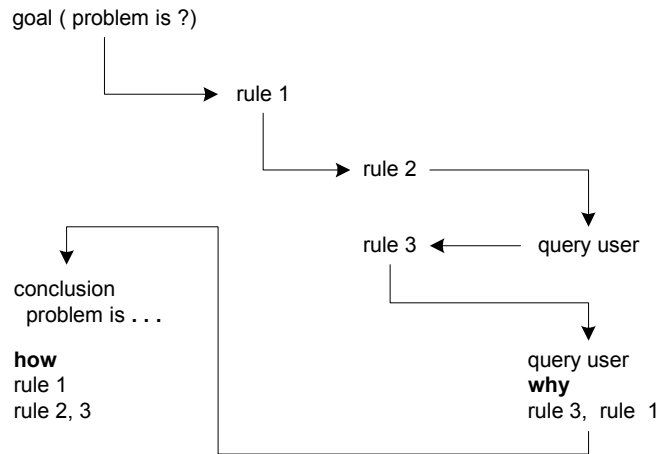 goal ( problem is ?)
rule 1
rule 2
rule 3
query user
conclusion
problem is . . .
how
rule 1
rule 2, 3
query user
why
rule 3, rule 1